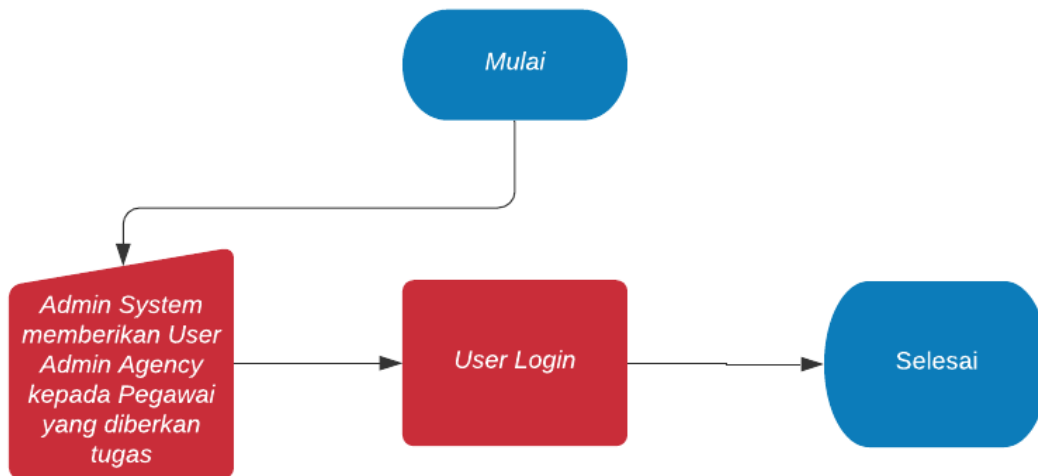 Mulai
Admin System
memberikan User
Admin Agency
kepada Pegawai
yang diberkan
tugas
User Login
Selesai